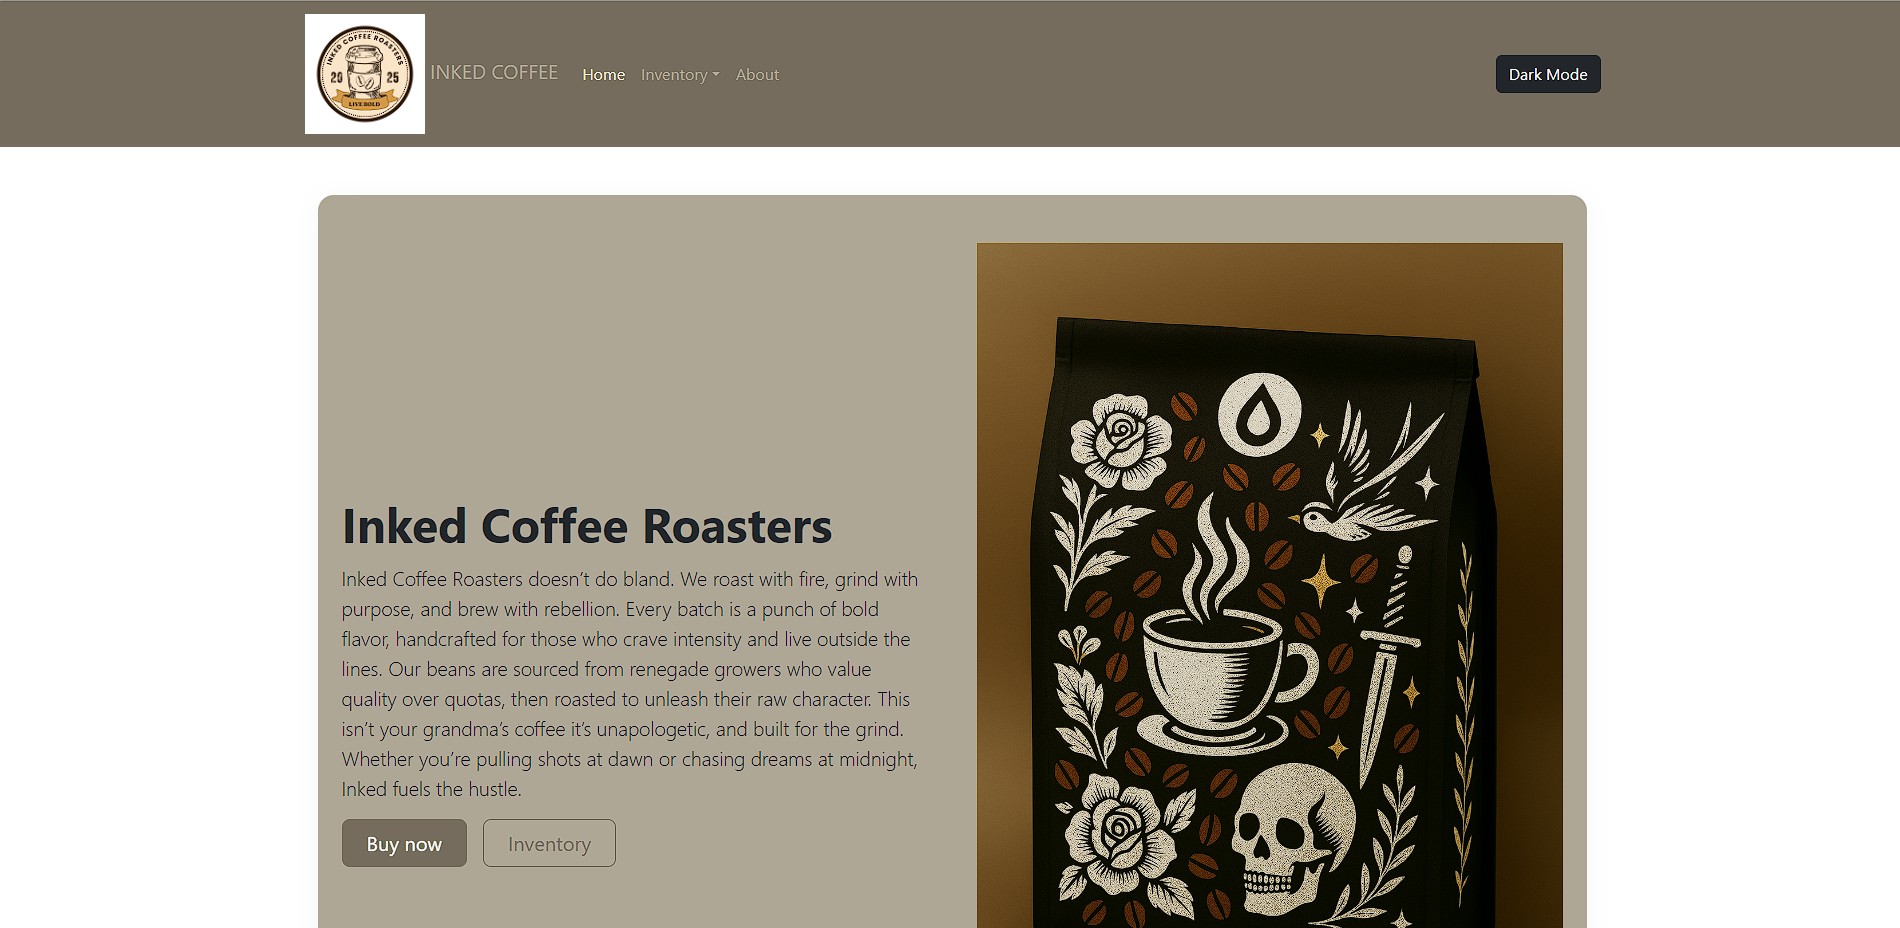 INKED COFFEE ROASTERS
20 25
LIVE BOLD
INKED COFFEE
Home
Inventory
About
Dark Mode
Inked Coffee Roasters
Inked Coffee Roasters doesn’t do bland. We roast with fire, grind with
purpose, and brew with rebellion. Every batch is a punch of bold
flavor, handcrafted for those who crave intensity and live outside the
lines. Our beans are sourced from renegade growers who value
quality over quotas, then roasted to unleash their raw character. This
isn’t your grandma’s coffee it’s unapologetic, and built for the grind.
Whether you’re pulling shots at dawn or chasing dreams at midnight,
Inked fuels the hustle.
Buy now
Inventory